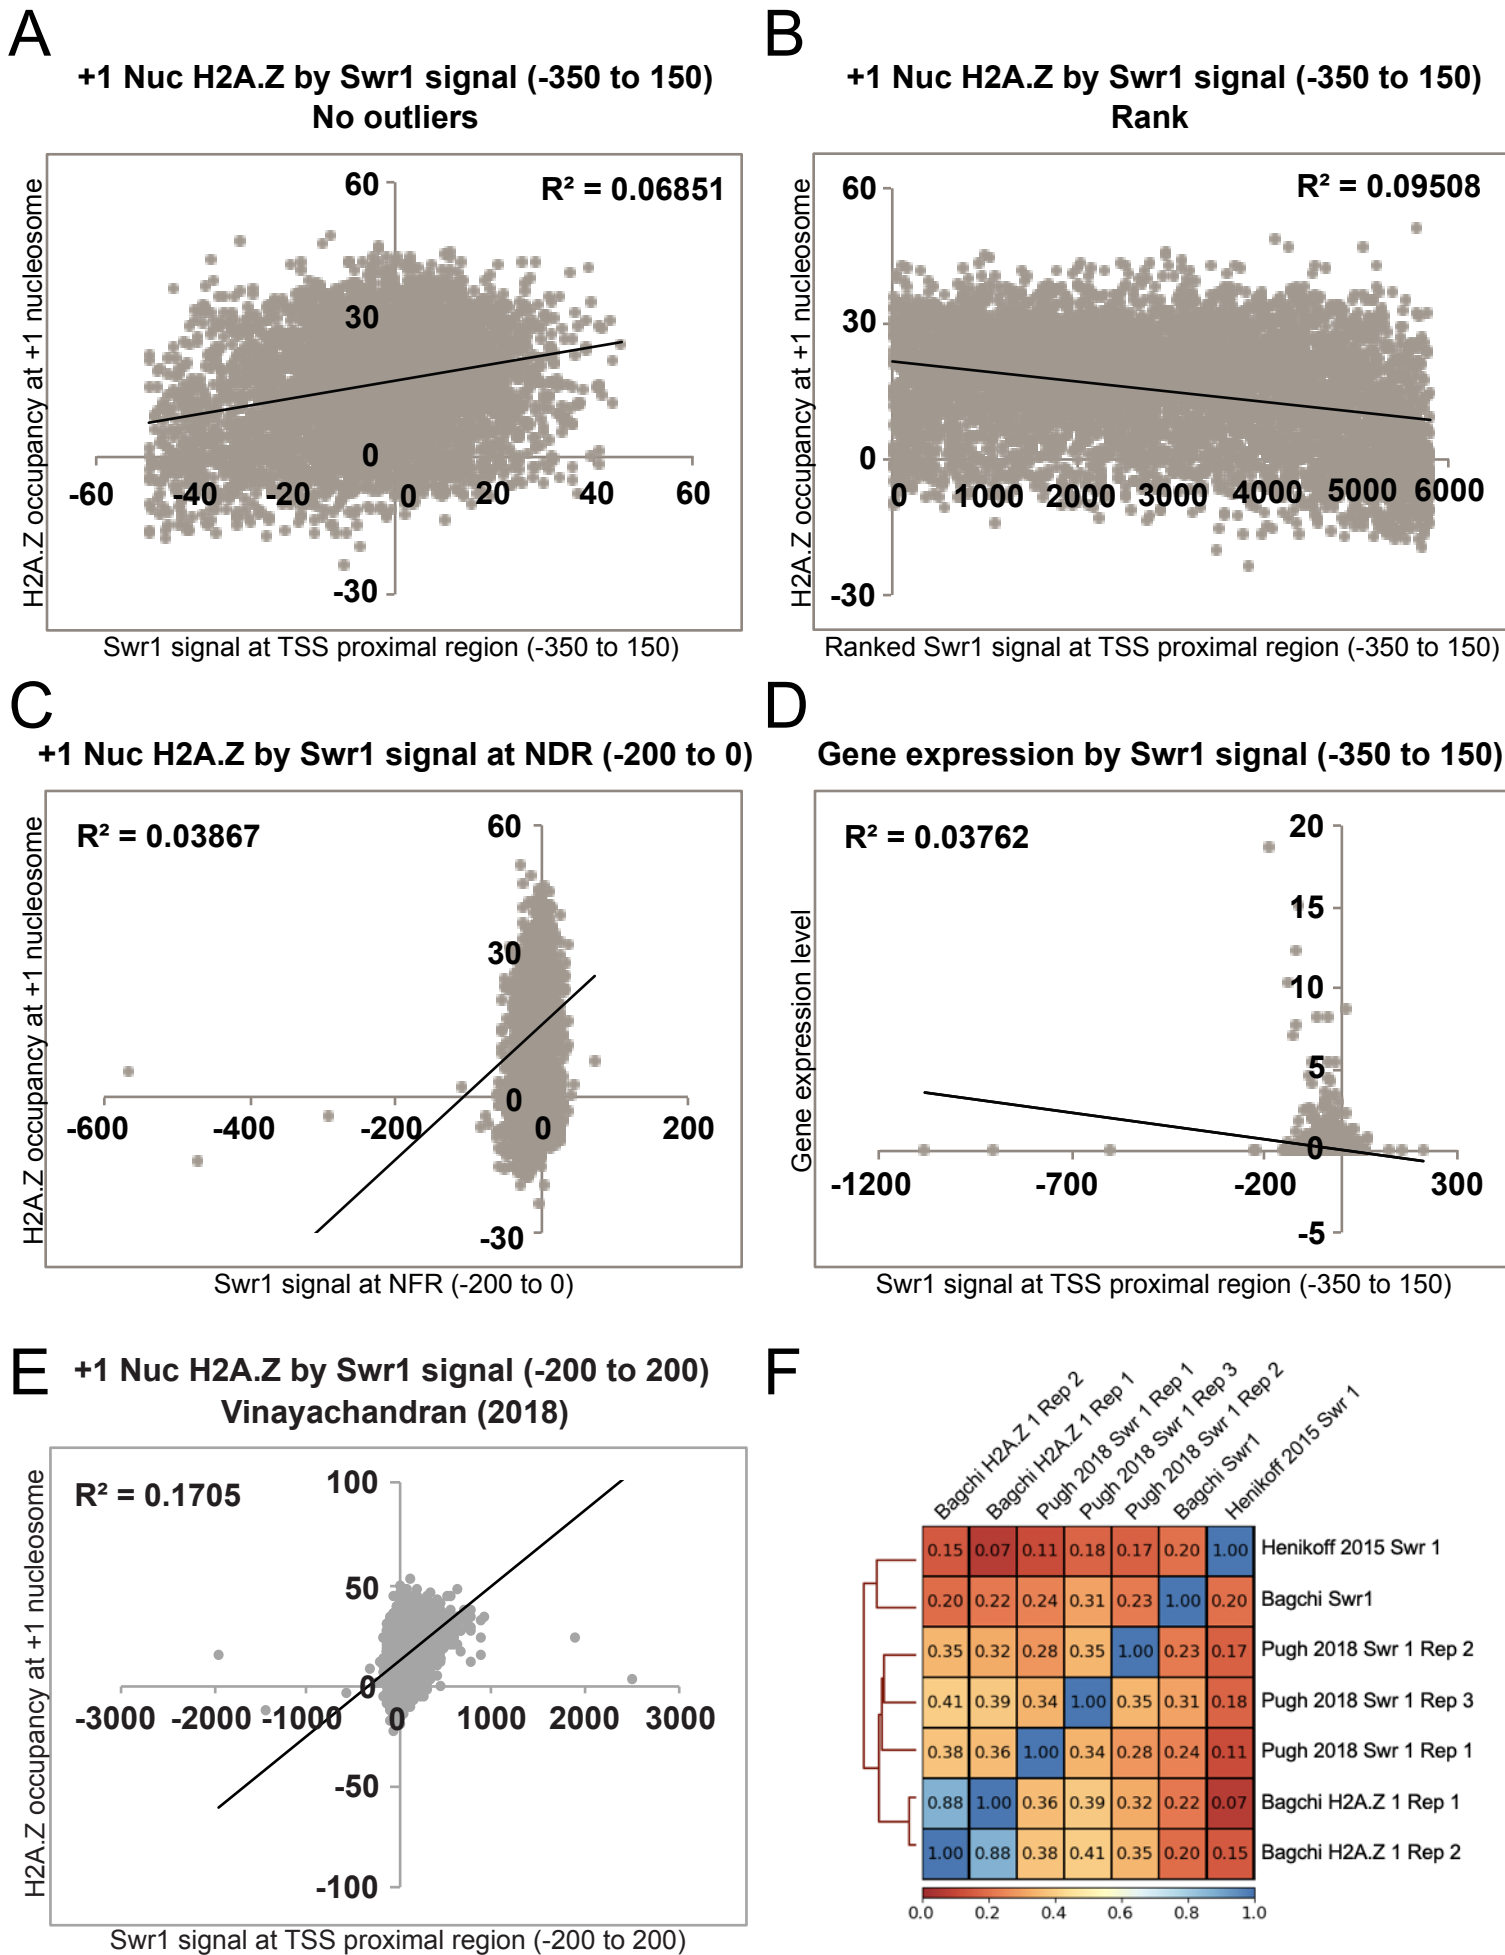 A
+1 Nuc H2A.Z by Swr1 signal (-350 to 150)
No outliers
H2A.Z occupancy at +1 nucleosome
R² = 0.06851
60
30
0
-30
-60
-40
-20
0
20
40
60
Swr1 signal at TSS proximal region (-350 to 150)
B
+1 Nuc H2A.Z by Swr1 signal (-350 to 150)
Rank
H2A.Z occupancy at +1 nucleosome
R² = 0.09508
60
30
0
-30
0
1000
2000
3000
4000
5000
6000
Ranked Swr1 signal at TSS proximal region (-350 to 150)
C
+1 Nuc H2A.Z by Swr1 signal at NDR (-200 to 0)
H2A.Z occupancy at +1 nucleosome
R² = 0.03867
60
30
0
-30
-600
-400
-200
0
200
Swr1 signal at NFR (-200 to 0)
D
Gene expression by Swr1 signal (-350 to 150)
Gene expression level
R² = 0.03762
20
15
10
5
0
-5
-1200
-700
-200
300
Swr1 signal at TSS proximal region (-350 to 150)
E
+1 Nuc H2A.Z by Swr1 signal (-200 to 200)
Vinayachandran (2018)
H2A.Z occupancy at +1 nucleosome
R² = 0.1705
100
50
0
-50
-100
-3000
-2000
-1000
0
1000
2000
3000
Swr1 signal at TSS proximal region (-200 to 200)
F
Bagchi H2A.Z 1 Rep 2
Bagchi H2A.Z 1 Rep 1
Pugh 2018 Swr 1 Rep 1
Pugh 2018 Swr 1 Rep 3
Pugh 2018 Swr 1 Rep 2
Bagchi Swr1
Henikoff 2015 Swr 1
0.15 0.07 0.11 0.18 0.17 0.20 1.00 Henikoff 2015 Swr 1
0.20 0.22 0.24 0.31 0.23 1.00 0.20 Bagchi Swr1
0.35 0.32 0.28 0.35 1.00 0.23 0.17 Pugh 2018 Swr 1 Rep 2
0.41 0.39 0.34 1.00 0.35 0.31 0.18 Pugh 2018 Swr 1 Rep 3
0.38 0.36 1.00 0.34 0.28 0.24 0.11 Pugh 2018 Swr 1 Rep 1
0.88 1.00 0.36 0.39 0.32 0.22 0.07 Bagchi H2A.Z 1 Rep 1
1.00 0.88 0.38 0.41 0.35 0.20 0.15 Bagchi H2A.Z 1 Rep 2
0.0 0.2 0.4 0.6 0.8 1.0